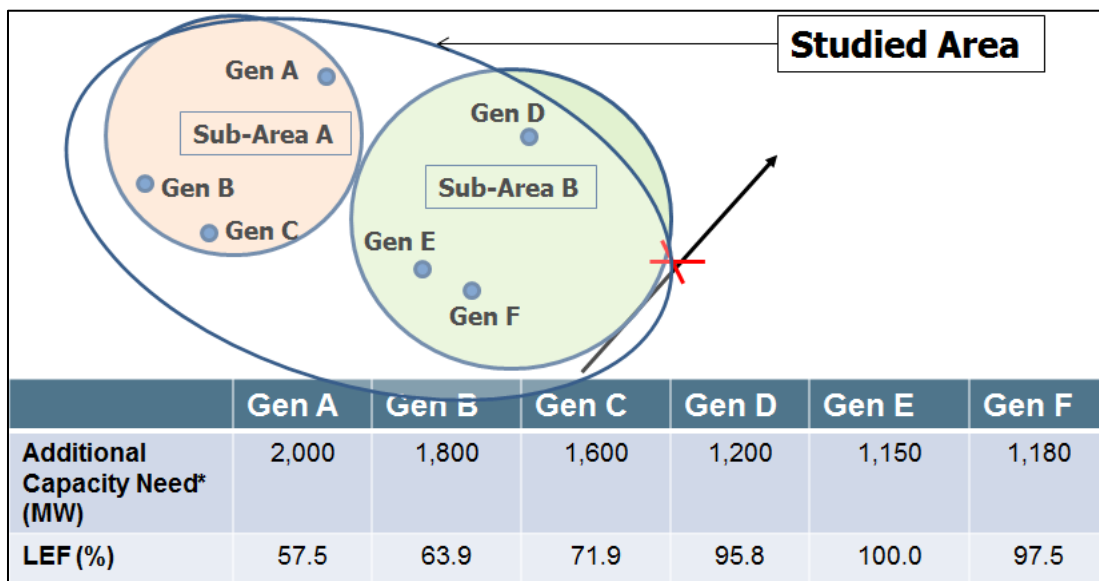 Studied Area
Gen A
Sub-Area A
Gen B
Gen C
Gen D
Sub-Area B
Gen E
Gen F
Gen A Gen B Gen C Gen D Gen E Gen F
Additional Capacity Need* (MW) 2,000 1,800 1,600 1,200 1,150 1,180
LEF (%) 57.5 63.9 71.9 95.8 100.0 97.5